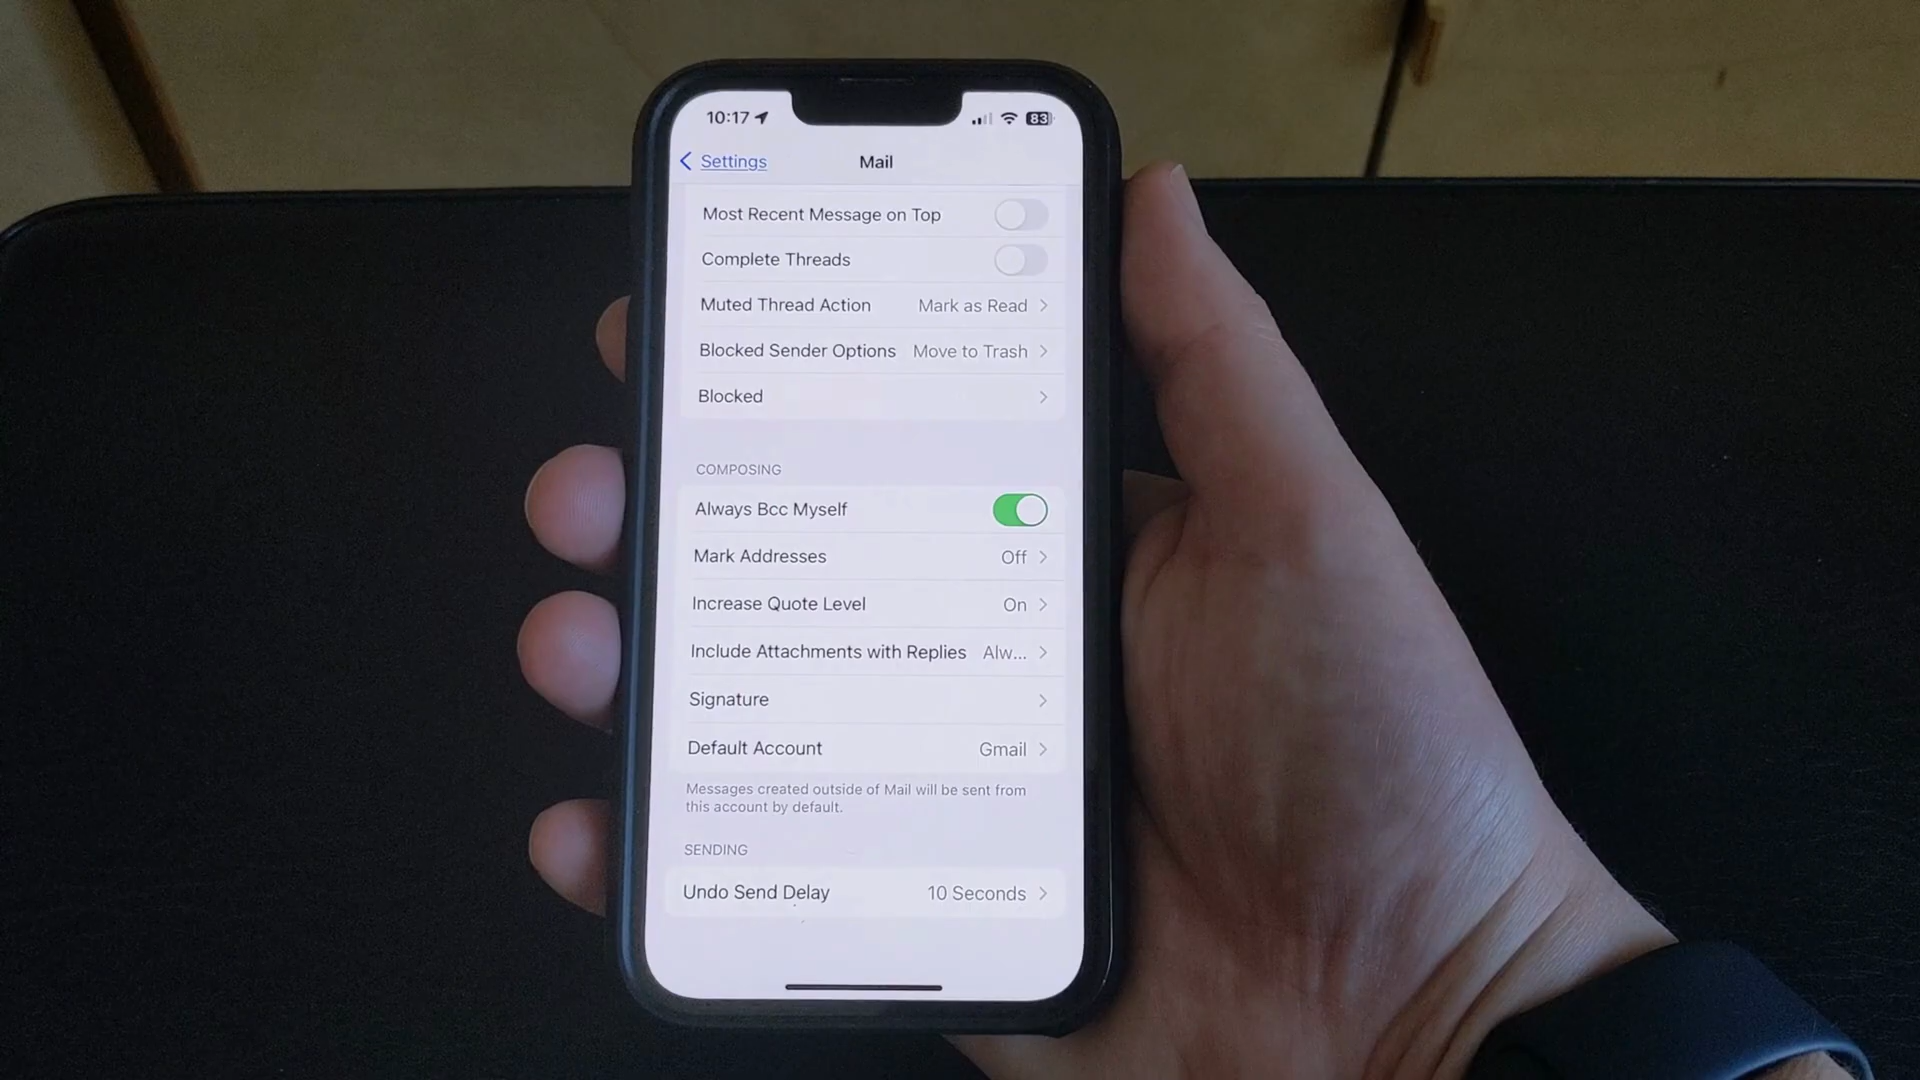 10:17
83
Settings
Mail
Most Recent Message on Top
Complete Threads
Muted Thread Action Mark as Read
Blocked Sender Options Move to Trash
Blocked
COMPOSING
Always Bcc Myself
Mark Addresses Off
Increase Quote Level On
Include Attachments with Replies Alw...
Signature
Default Account Gmail
Messages created outside of Mail will be sent from
this account by default.
SENDING
Undo Send Delay 10 Seconds